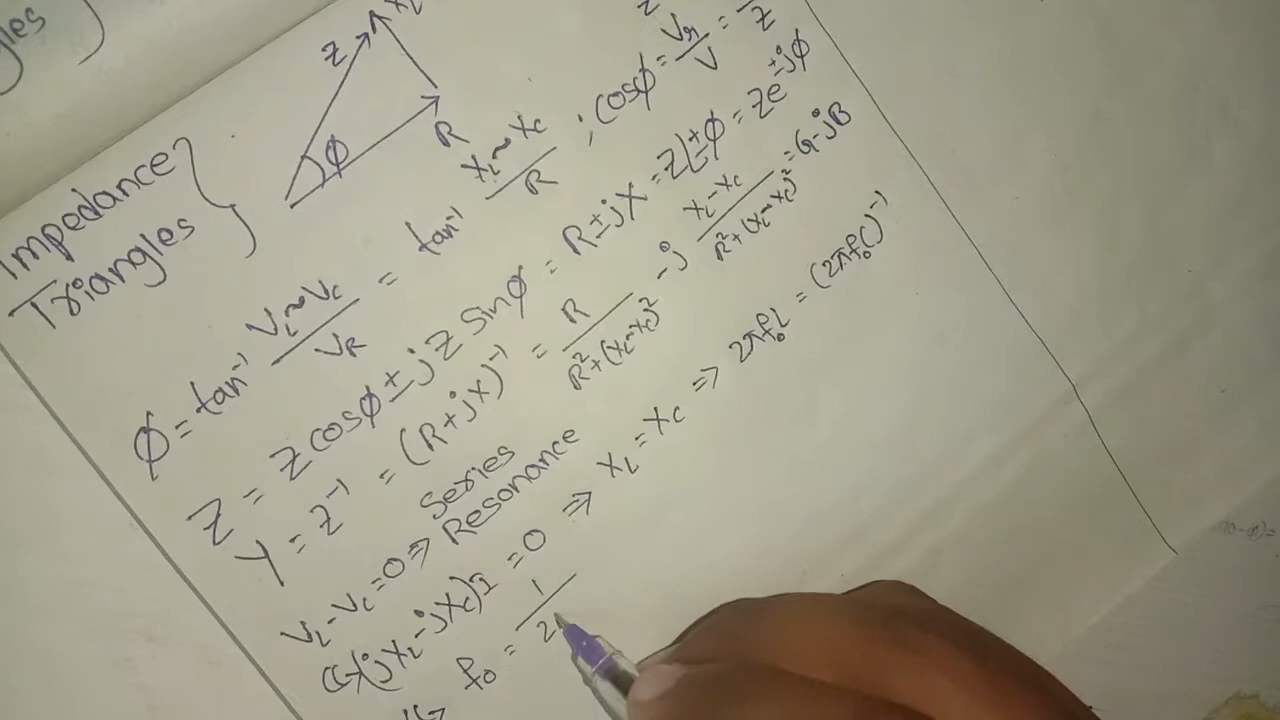 gles }
Z
R
φ
Impedance
Triangles }
φ = tan⁻¹ (V_L ~ V_C)/V_R = tan⁻¹ (X_L ~ X_C)/R ; cosφ = V_R/V =
Z = Z cosφ ± jZ Sinφ = R ± jX = Z∠±φ = Ze^(±jφ)
Y = Z⁻¹ = (R+jX)⁻¹ = R/(R²+(X_L~X_C)²) - j (X_L-X_C)/(R²+(X_L~X_C)²) = G-jB
V_L - V_C = 0 ⇒ Series Resonance
(jX_L - jX_C)I = 0 ⇒ X_L = X_C ⇒ 2πf₀L = (2πf₀C)⁻¹
f₀ = 1/2